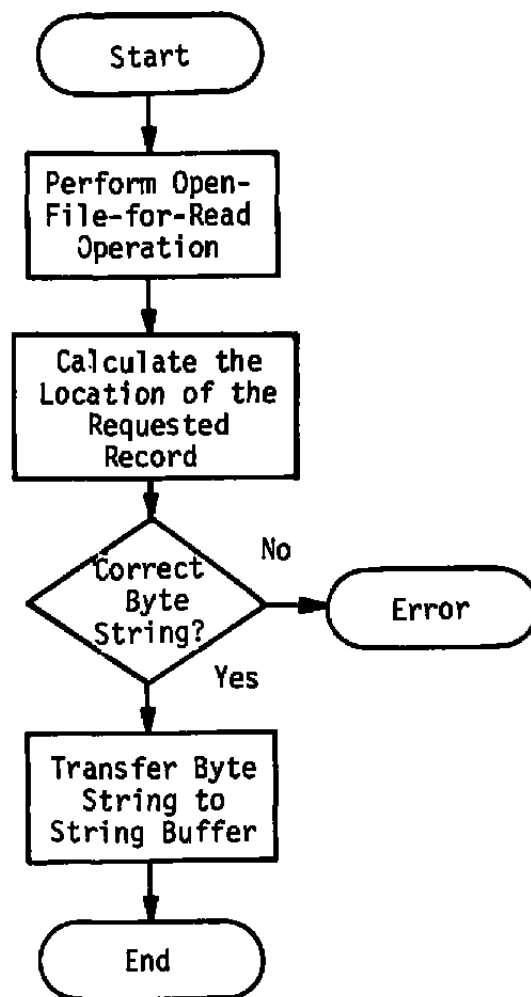 Start
Perform Open-
File-for-Read
Operation
Calculate the
Location of the
Requested
Record
Correct
Byte
String?
No
Error
Yes
Transfer Byte
String to
String Buffer
End